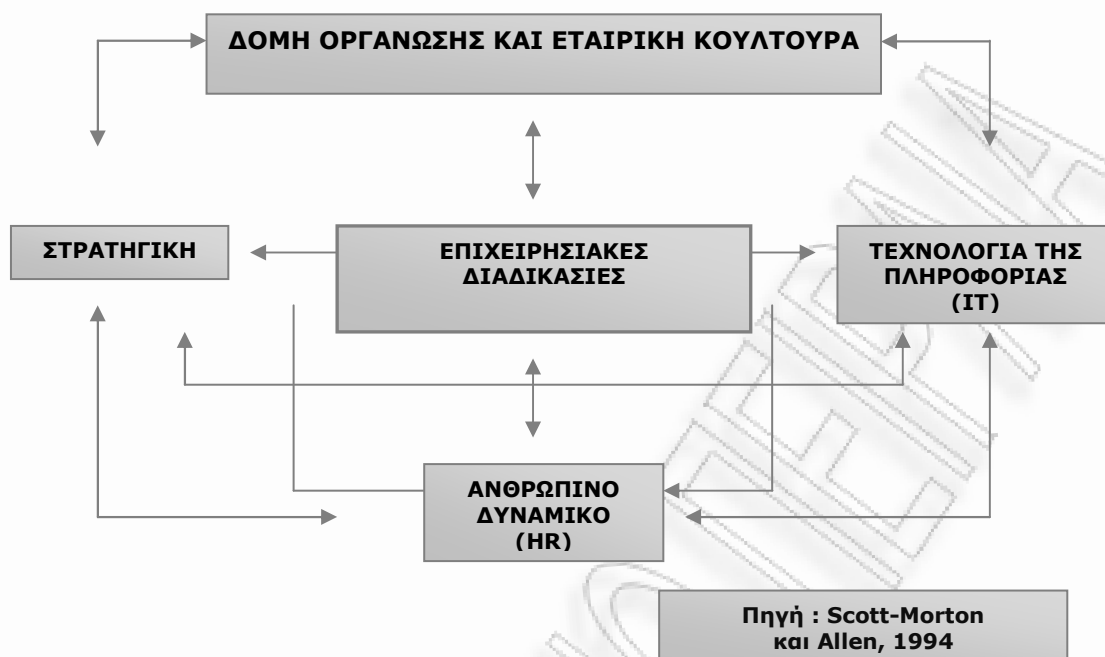 ΔΟΜΗ ΟΡΓΑΝΩΣΗΣ ΚΑΙ ΕΤΑΙΡΙΚΗ ΚΟΥΛΤΟΥΡΑ
ΣΤΡΑΤΗΓΙΚΗ
ΕΠΙΧΕΙΡΗΣΙΑΚΕΣ
ΔΙΑΔΙΚΑΣΙΕΣ
ΤΕΧΝΟΛΟΓΙΑ ΤΗΣ
ΠΛΗΡΟΦΟΡΙΑΣ
(IT)
ΑΝΘΡΩΠΙΝΟ
ΔΥΝΑΜΙΚΟ
(HR)
Πηγή : Scott-Morton
και Allen, 1994